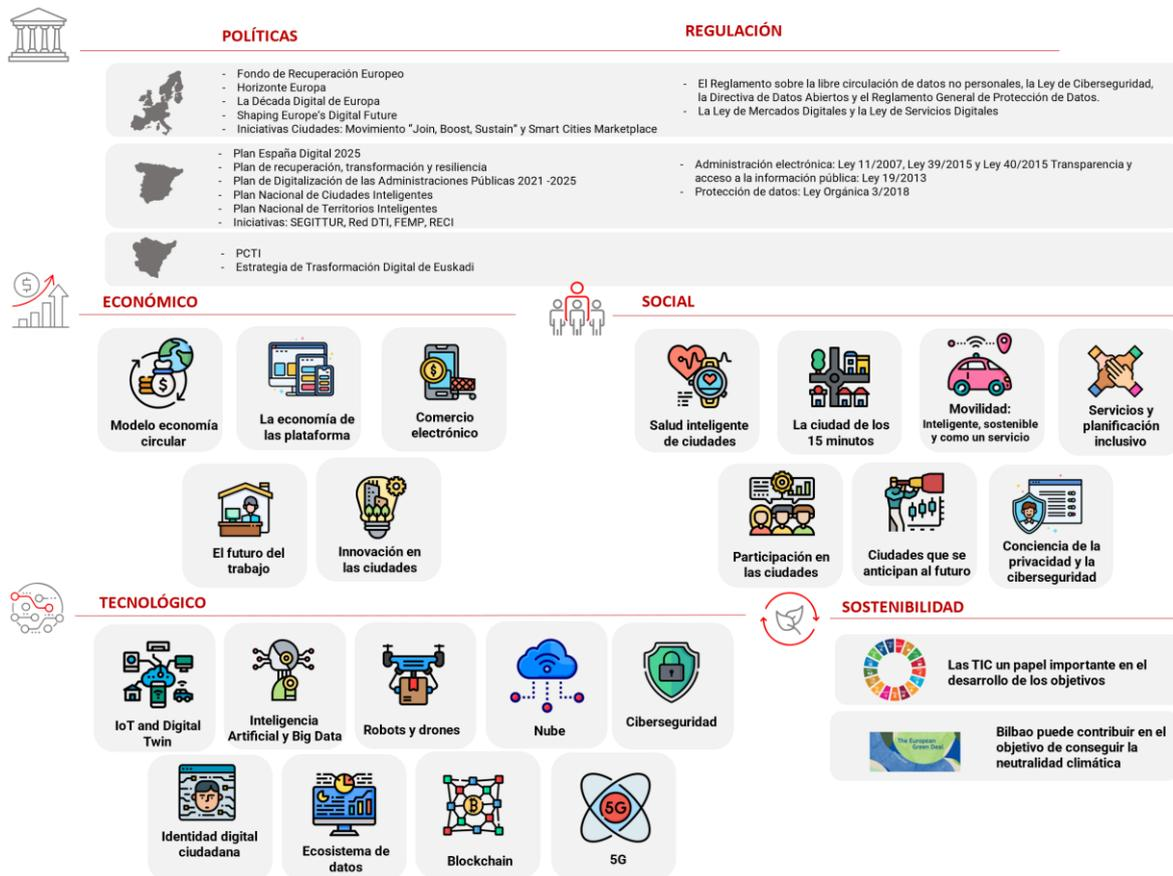 POLÍTICAS
REGULACIÓN
- Fondo de Recuperación Europeo
- Horizonte Europa
- La Década Digital de Europa
- Shaping Europe's Digital Future
- Iniciativas Ciudades: Movimiento "Join, Boost, Sustain" y Smart Cities Marketplace
- El Reglamento sobre la libre circulación de datos no personales, la Ley de Ciberseguridad,
la Directiva de Datos Abiertos y el Reglamento General de Protección de Datos.
- La Ley de Mercados Digitales y la Ley de Servicios Digitales
- Plan España Digital 2025
- Plan de recuperación, transformación y resiliencia
- Plan de Digitalización de las Administraciones Públicas 2021 -2025
- Plan Nacional de Ciudades Inteligentes
- Plan Nacional de Territorios Inteligentes
- Iniciativas: SEGITTUR, Red DTI, FEMP, RECI
- Administración electrónica: Ley 11/2007, Ley 39/2015 y Ley 40/2015 Transparencia y
acceso a la información pública: Ley 19/2013
- Protección de datos: Ley Orgánica 3/2018
- PCTI
- Estrategia de Trasformación Digital de Euskadi
ECONÓMICO
Modelo economía
circular
La economía de
las plataforma
Comercio
electrónico
El futuro del
trabajo
Innovación en
las ciudades
SOCIAL
Salud inteligente
de ciudades
La ciudad de los
15 minutos
Movilidad:
Inteligente, sostenible
y como un servicio
Servicios y
planificación
inclusivo
Participación en
las ciudades
Ciudades que se
anticipan al futuro
Conciencia de la
privacidad y la
ciberseguridad
TECNOLÓGICO
IoT and Digital
Twin
Inteligencia
Artificial y Big Data
Robots y drones
Nube
Ciberseguridad
Identidad digital
ciudadana
Ecosistema de
datos
Blockchain
5G
5G
SOSTENIBILIDAD
Las TIC un papel importante en el
desarrollo de los objetivos
The European
Green Deal
Bilbao puede contribuir en el
objetivo de conseguir la
neutralidad climática